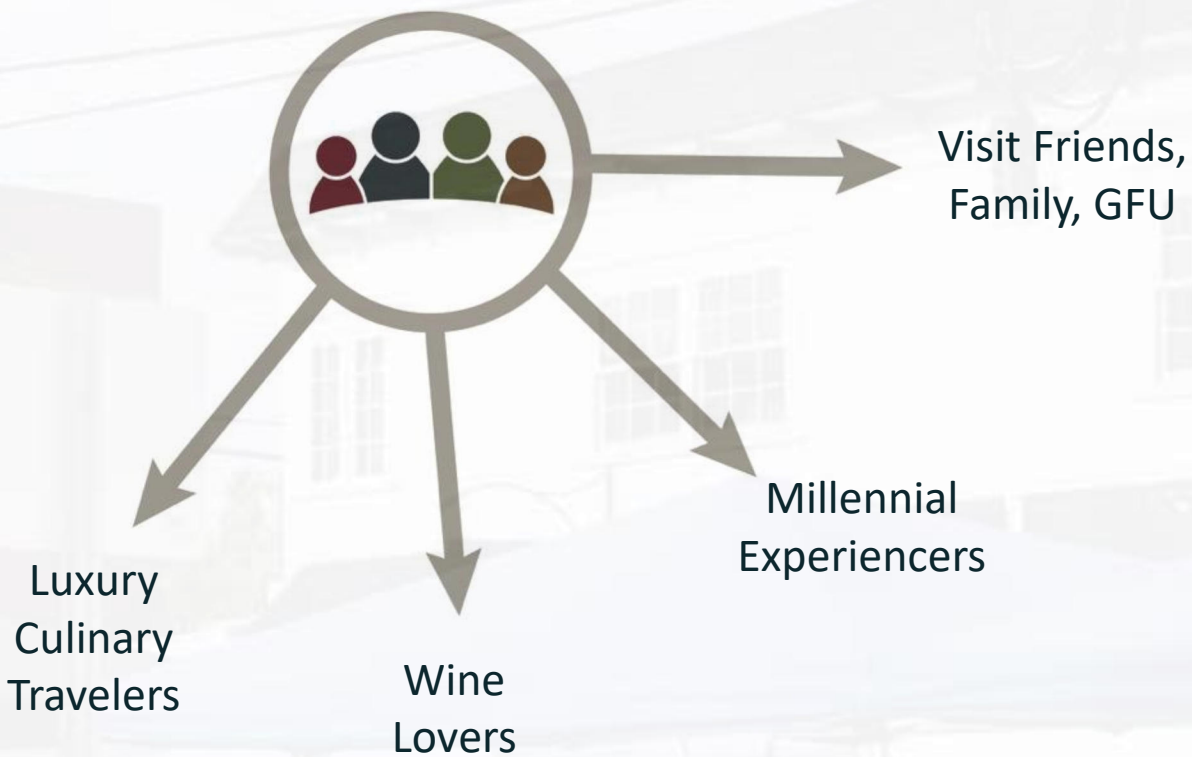 Visit Friends,
Family, GFU
Millennial
Experiencers
Luxury
Culinary
Travelers
Wine
Lovers